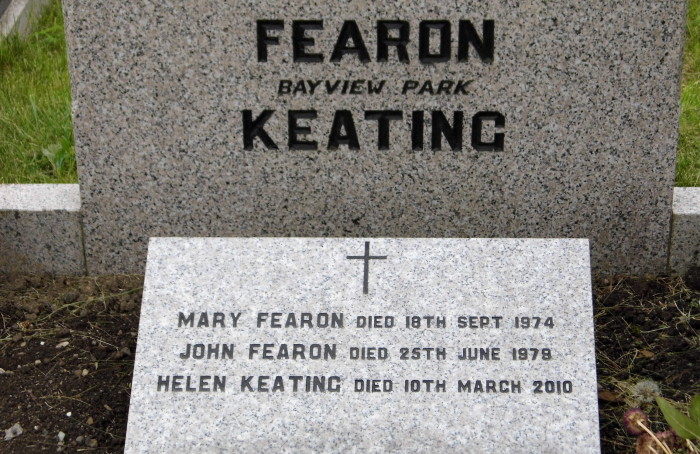 FEARON
BAYVIEW PARK
KEATING
MARY FEARON DIED 18TH SEPT 1974
JOHN FEARON DIED 25TH JUNE 1979
HELEN KEATING DIED 10TH MARCH 2010